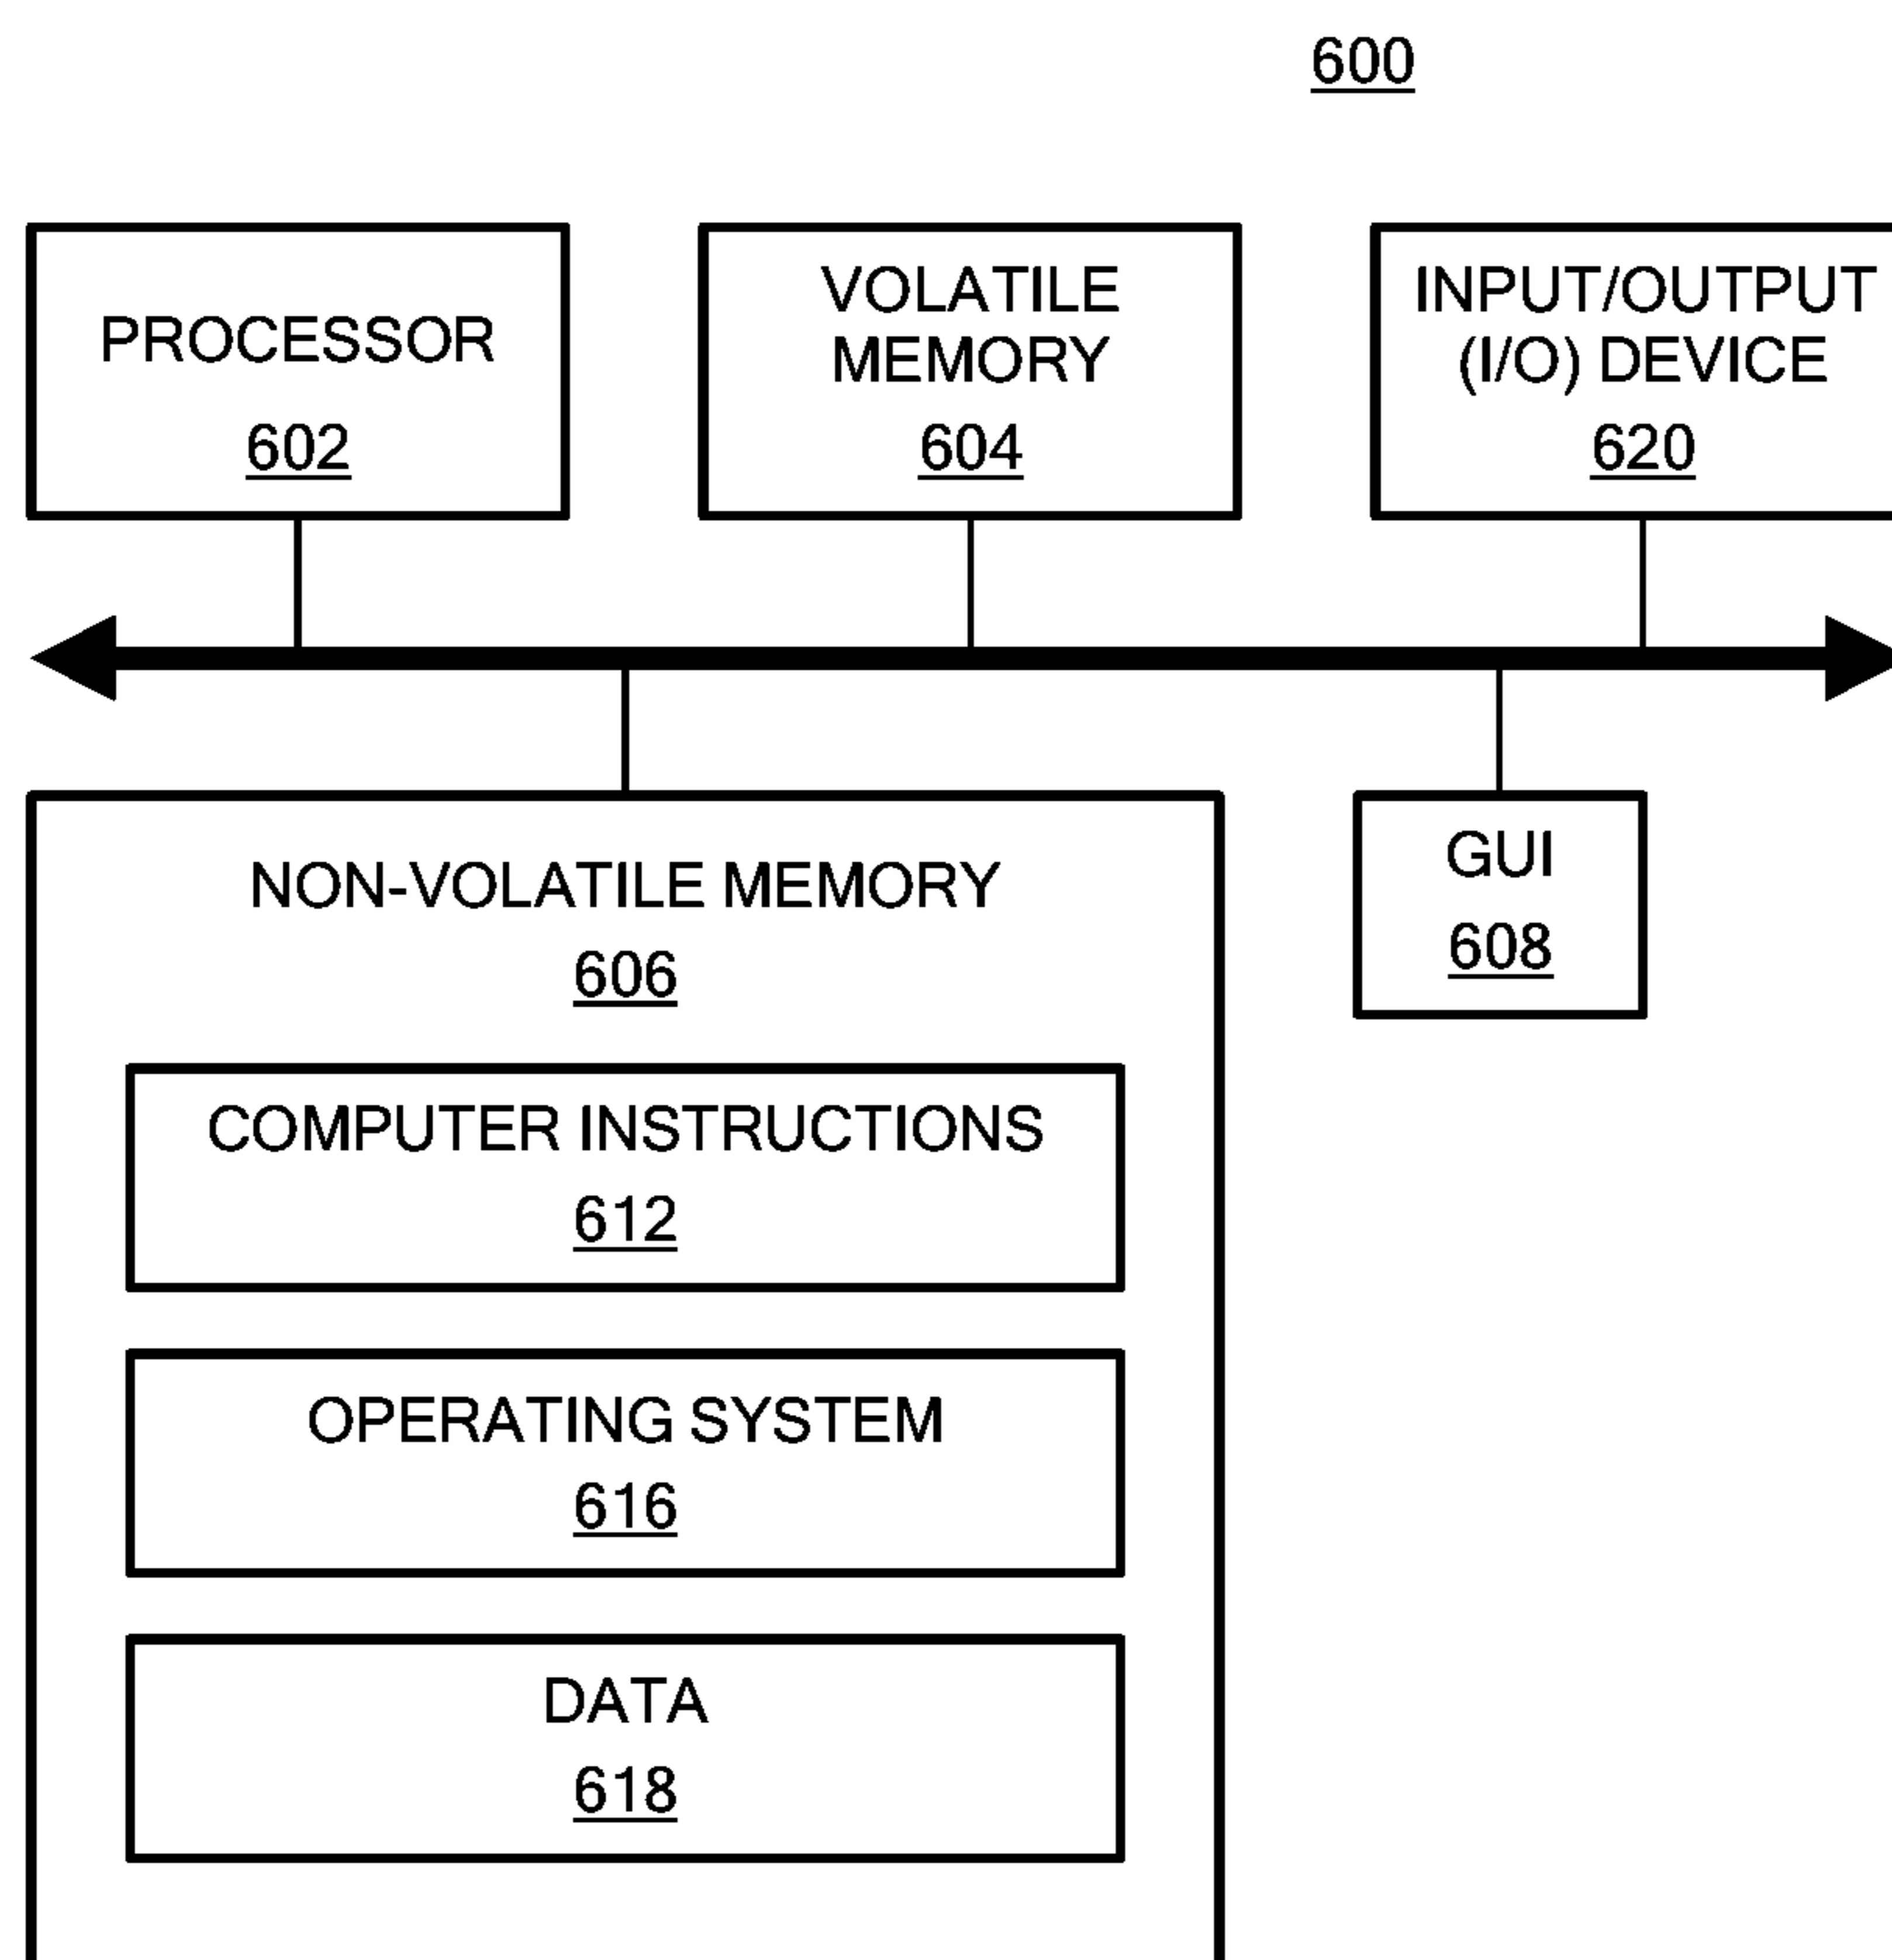 600
PROCESSOR
602
VOLATILE
MEMORY
604
INPUT/OUTPUT
(I/O) DEVICE
620
NON-VOLATILE MEMORY
606
GUI
608
COMPUTER INSTRUCTIONS
612
OPERATING SYSTEM
616
DATA
618